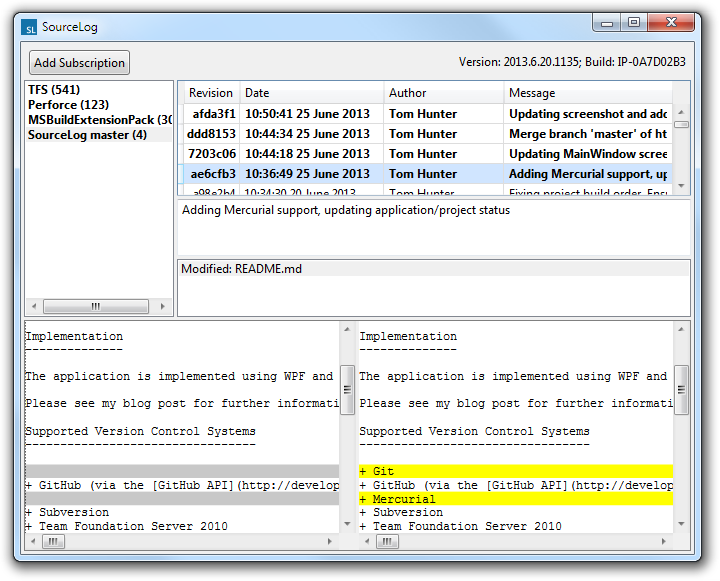 SL SourceLog
Add Subscription
Version: 2013.6.20.1135; Build: IP-0A7D02B3
TFS (541)
Perforce (123)
MSBuildExtensionPack (30
SourceLog master (4)
Revision Date Author Message
afda3f1 10:50:41 25 June 2013 Tom Hunter Updating screenshot and adc
ddd8153 10:44:34 25 June 2013 Tom Hunter Merge branch 'master' of ht
7203c06 10:44:18 25 June 2013 Tom Hunter Updating MainWindow scree
ae6cfb3 10:36:49 25 June 2013 Tom Hunter Adding Mercurial support, up
a98e2b4 10:34:30 20 June 2013 Tom Hunter Fixing project build order. Ensu
Adding Mercurial support, updating application/project status
Modified: README.md
Implementation
--------------
The application is implemented using WPF and
Please see my blog post for further informati
Supported Version Control Systems
---------------------------------
+ GitHub (via the [GitHub API](http://develop
+ Subversion
+ Team Foundation Server 2010
Implementation
--------------
The application is implemented using WPF and
Please see my blog post for further informati
Supported Version Control Systems
---------------------------------
+ Git
+ GitHub (via the [GitHub API](http://develop
+ Mercurial
+ Subversion
+ Team Foundation Server 2010